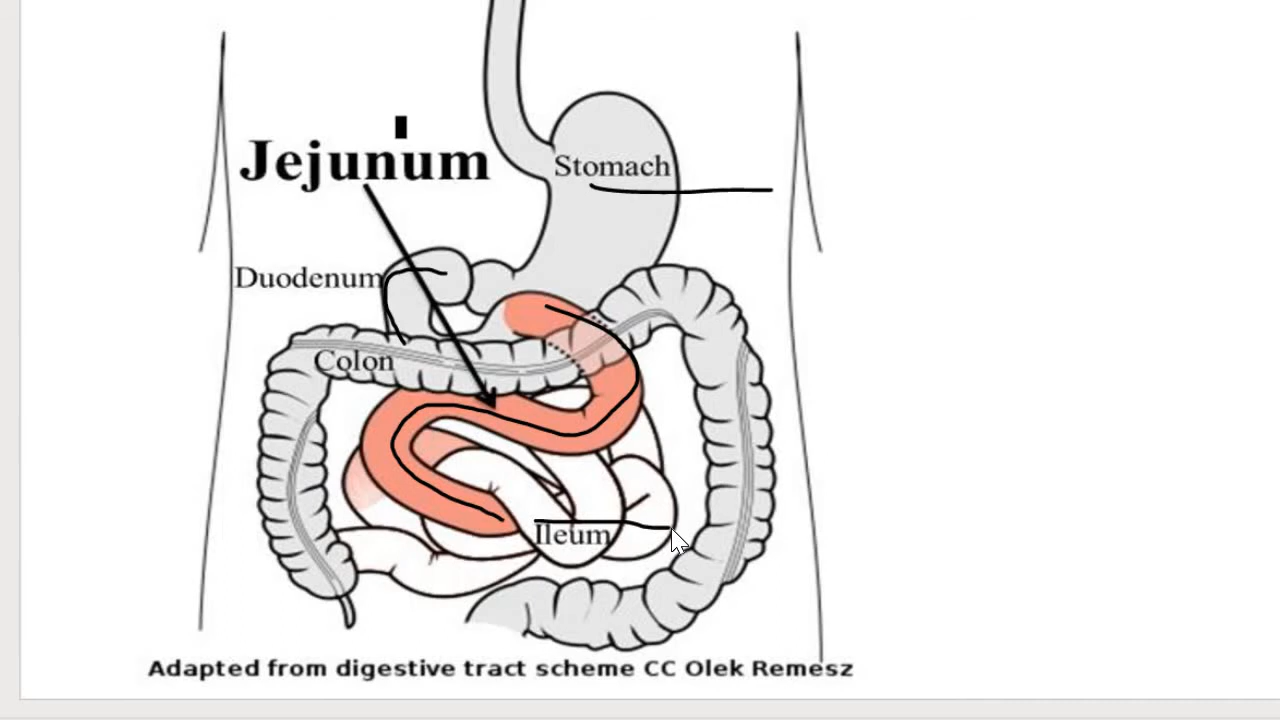 Stomach
Jejunum
Duodenum
Colon
Ileum
Adapted from digestive tract scheme CC Olek Remesz